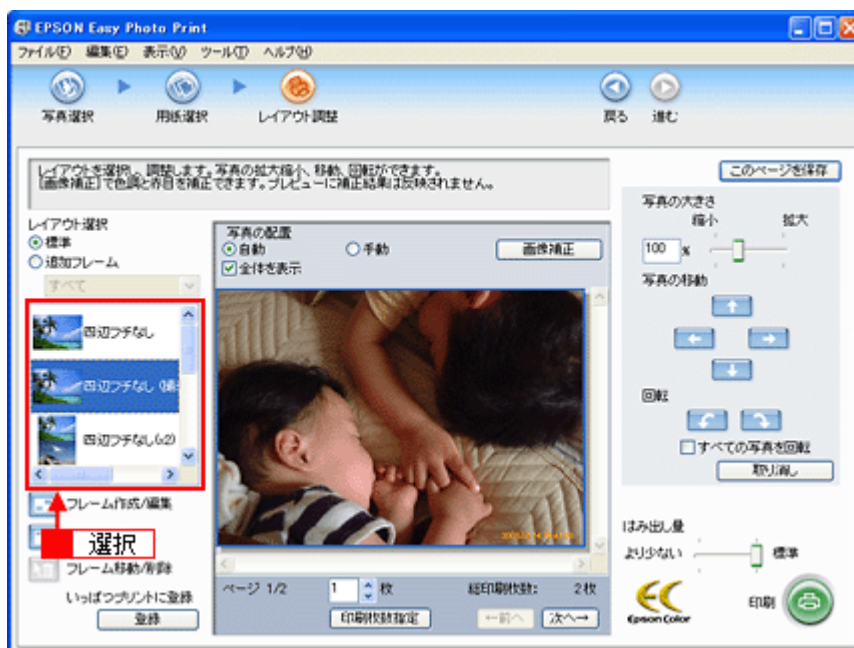 EPSON Easy Photo Print
ファイル(F) 編集(E) 表示(V) ツール(T) ヘルプ(H)
写真選択 用紙選択 レイアウト調整 戻る 進む
レイアウトを選択し、調整します。写真の拡大縮小、移動、回転ができます。
[画像補正]で色調と赤目を補正できます。プレビューに補正結果は反映されません。
このページを保存
レイアウト選択
標準
追加フレーム
すべて
四辺フチなし
四辺フチなし
四辺フチなし(x2)
選択
フレーム作成/編集
フレーム移動/削除
いっぱつプリントに登録
登録
写真の配置
自動 手動 画像補正
全体を表示
ページ 1/2 1 枚 総印刷枚数: 2枚
印刷枚数指定 ←前へ 次へ→
写真の大きさ
縮小 拡大
100 %
写真の移動
回転
すべての写真を回転
取り消し
はみ出し量
より少ない 標準
Epson Color
印刷